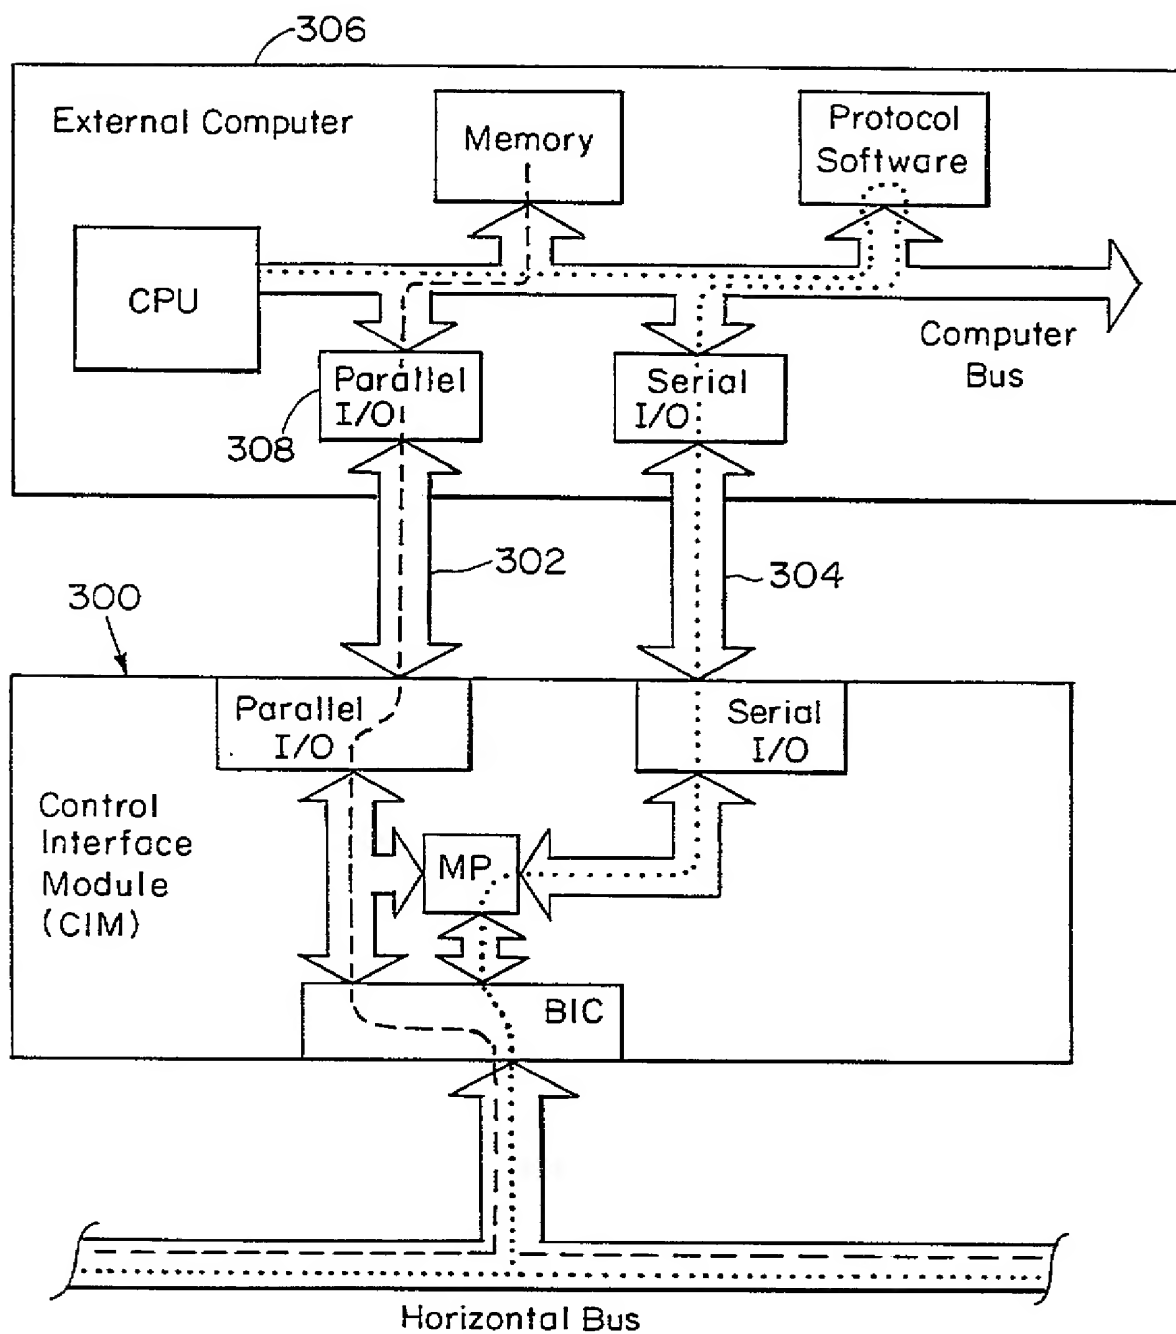 306
External Computer
Memory
Protocol
Software
CPU
Computer
Bus
Parallel
I/O
308
Serial
I/O
302
304
300
Parallel
I/O
Serial
I/O
Control
Interface
Module
(CIM)
MP
BIC
Horizontal Bus